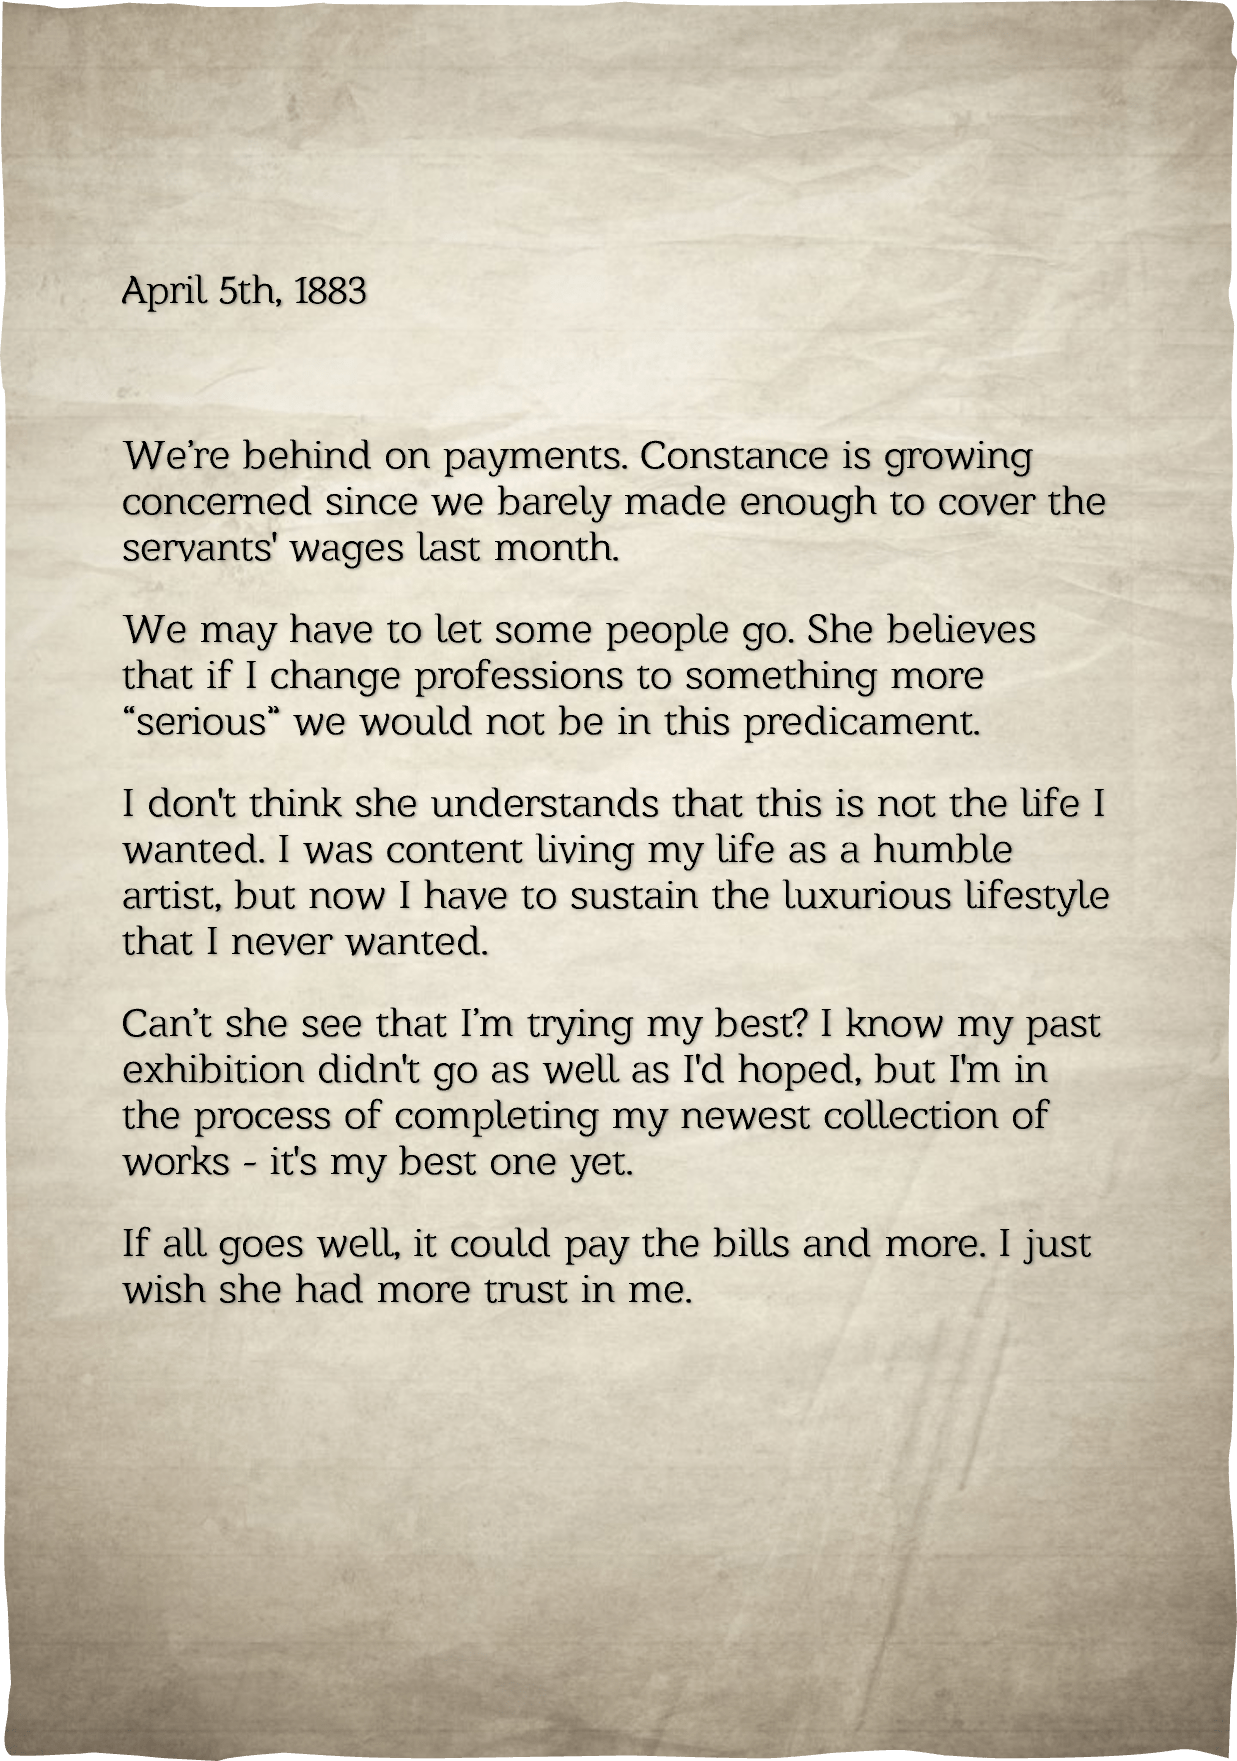 April 5th, 1883
We’re behind on payments. Constance is growing
concerned since we barely made enough to cover the
servants' wages last month.
We may have to let some people go. She believes
that if I change professions to something more
“serious” we would not be in this predicament.
I don't think she understands that this is not the life I
wanted. I was content living my life as a humble
artist, but now I have to sustain the luxurious lifestyle
that I never wanted.
Can’t she see that I’m trying my best? I know my past
exhibition didn't go as well as I'd hoped, but I'm in
the process of completing my newest collection of
works - it's my best one yet.
If all goes well, it could pay the bills and more. I just
wish she had more trust in me.